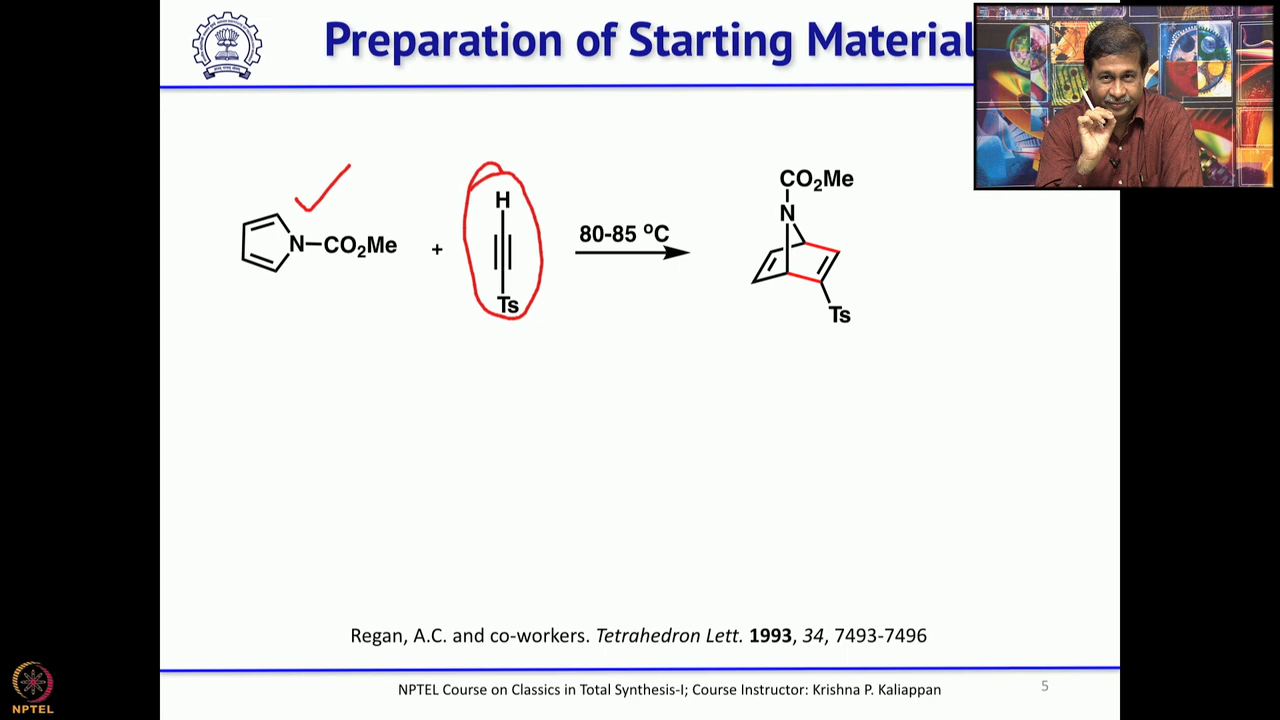 Preparation of Starting Material
CO₂Me
N
N–CO₂Me
+
H
Ts
80-85 ºC
Ts
Regan, A.C. and co-workers. Tetrahedron Lett. 1993, 34, 7493-7496
NPTEL Course on Classics in Total Synthesis-I; Course Instructor: Krishna P. Kaliappan
5
NPTEL